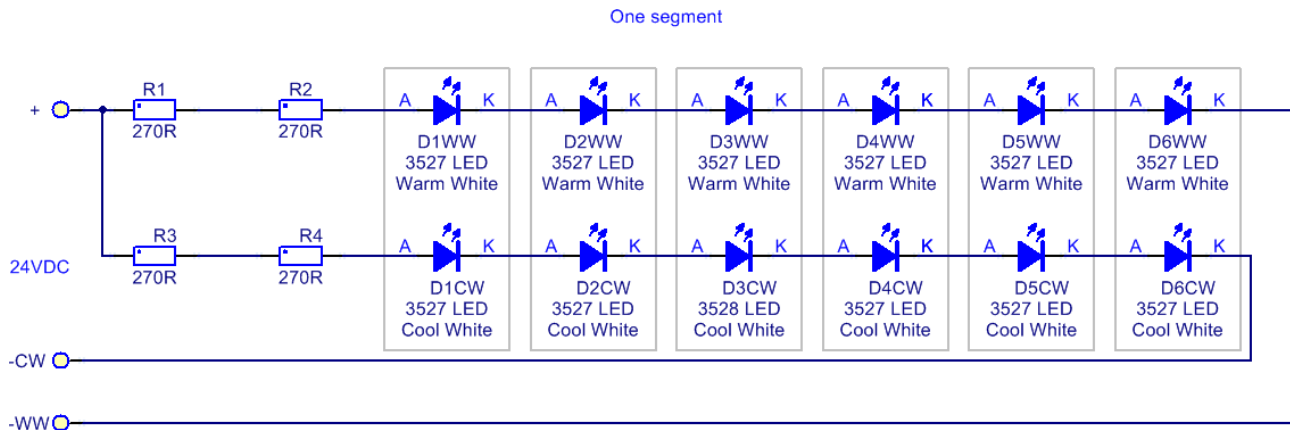 One segment
+
R1
R2
270R
270R
A K A K A K A K A K A K
D1WW D2WW D3WW D4WW D5WW D6WW
3527 LED 3527 LED 3527 LED 3527 LED 3527 LED 3527 LED
Warm White Warm White Warm White Warm White Warm White Warm White
R3
R4
270R
270R
A K A K A K A K A K A K
24VDC
D1CW D2CW D3CW D4CW D5CW D6CW
3527 LED 3527 LED 3528 LED 3527 LED 3527 LED 3527 LED
Cool White Cool White Cool White Cool White Cool White Cool White
-CW
-WW